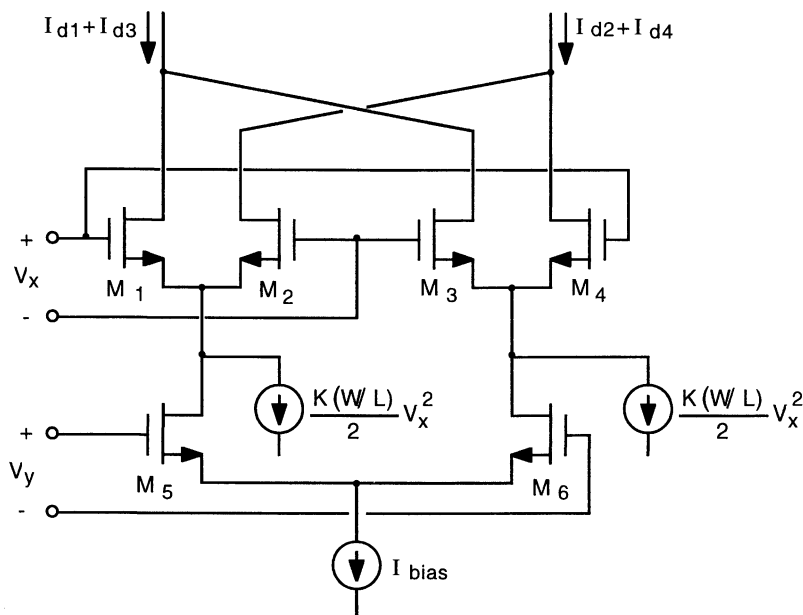 I d1 + I d3
I d2 + I d4
+
V x
-
M 1
M 2
M 3
M 4
K (W/L)
2
V x 2
K (W/L)
2
V x 2
+
V y
-
M 5
M 6
I bias